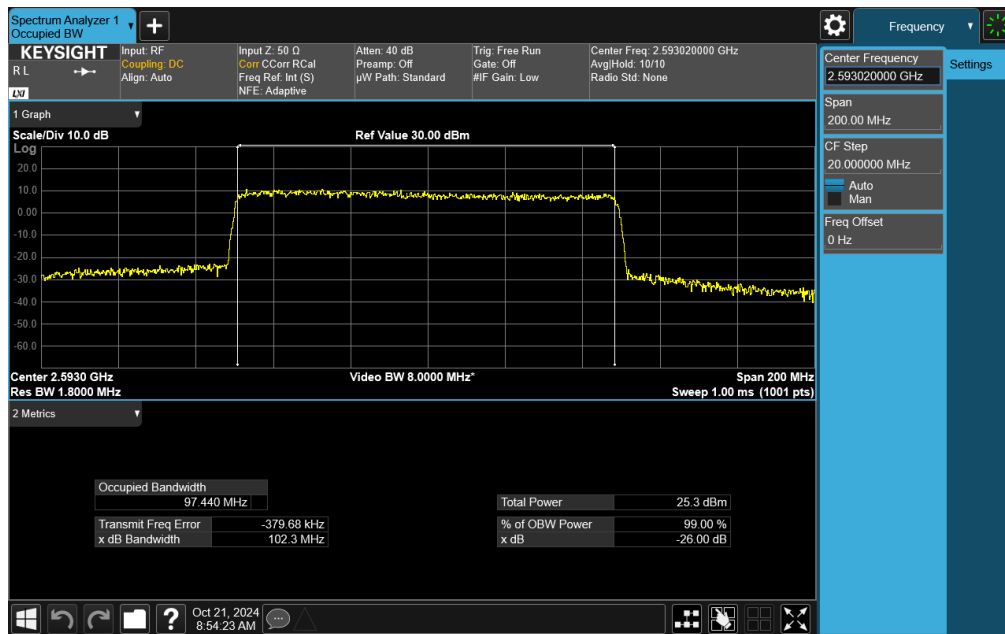 Spectrum Analyzer 1
Occupied BW
Frequency
KEYSIGHT
R L
LXI
Input: RF
Coupling: DC
Align: Auto
Input Z: 50 Ω
Corr CCorr RCal
Freq Ref: Int (S)
NFE: Adaptive
Atten: 40 dB
Preamp: Off
µW Path: Standard
Trig: Free Run
Gate: Off
#IF Gain: Low
Center Freq: 2.593020000 GHz
Avg|Hold: 10/10
Radio Std: None
Center Frequency
2.593020000 GHz
Settings
Span
200.00 MHz
CF Step
20.000000 MHz
Auto
Man
Freq Offset
0 Hz
1 Graph
Scale/Div 10.0 dB
Ref Value 30.00 dBm
Log
20.0
10.0
0.00
-10.0
-20.0
-30.0
-40.0
-50.0
-60.0
Center 2.5930 GHz
Video BW 8.0000 MHz*
Span 200 MHz
Res BW 1.8000 MHz
Sweep 1.00 ms (1001 pts)
2 Metrics
Occupied Bandwidth
97.440 MHz
Total Power 25.3 dBm
Transmit Freq Error -379.68 kHz
% of OBW Power 99.00 %
x dB Bandwidth 102.3 MHz
x dB -26.00 dB
?
Oct 21, 2024
8:54:23 AM